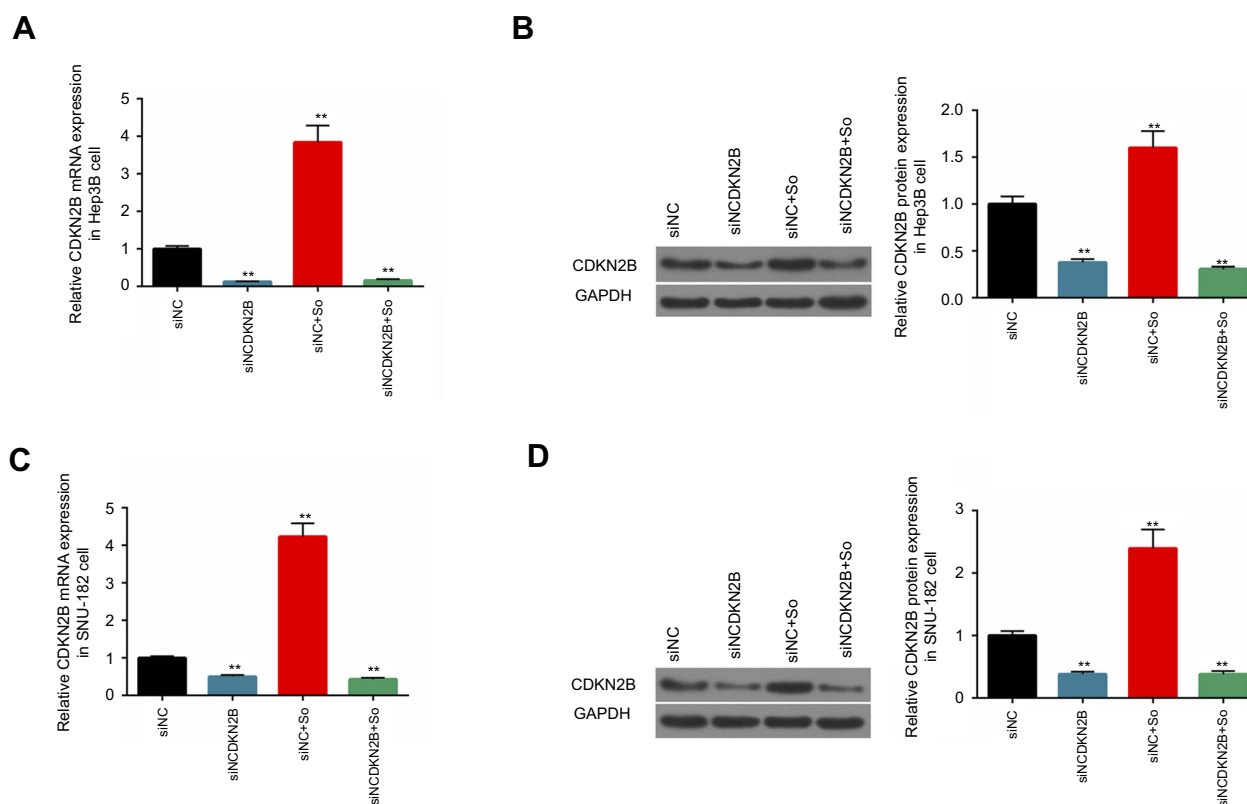 A
Relative CDKN2B mRNA expression
in Hep3B cell
5
4
3
2
1
0
**
**
**
siNC
siNCDKN2B
siNC+So
siNCDKN2B+So
B
siNC
siNCDKN2B
siNC+So
siNCDKN2B+So
CDKN2B
GAPDH
Relative CDKN2B protein expression
in Hep3B cell
2.0
1.5
1.0
0.5
0.0
**
**
**
siNC
siNCDKN2B
siNC+So
siNCDKN2B+So
C
Relative CDKN2B mRNA expression
in SNU-182 cell
5
4
3
2
1
0
**
**
**
siNC
siNCDKN2B
siNC+So
siNCDKN2B+So
D
siNC
siNCDKN2B
siNC+So
siNCDKN2B+So
CDKN2B
GAPDH
Relative CDKN2B protein expression
in SNU-182 cell
3
2
1
0
**
**
**
siNC
siNCDKN2B
siNC+So
siNCDKN2B+So